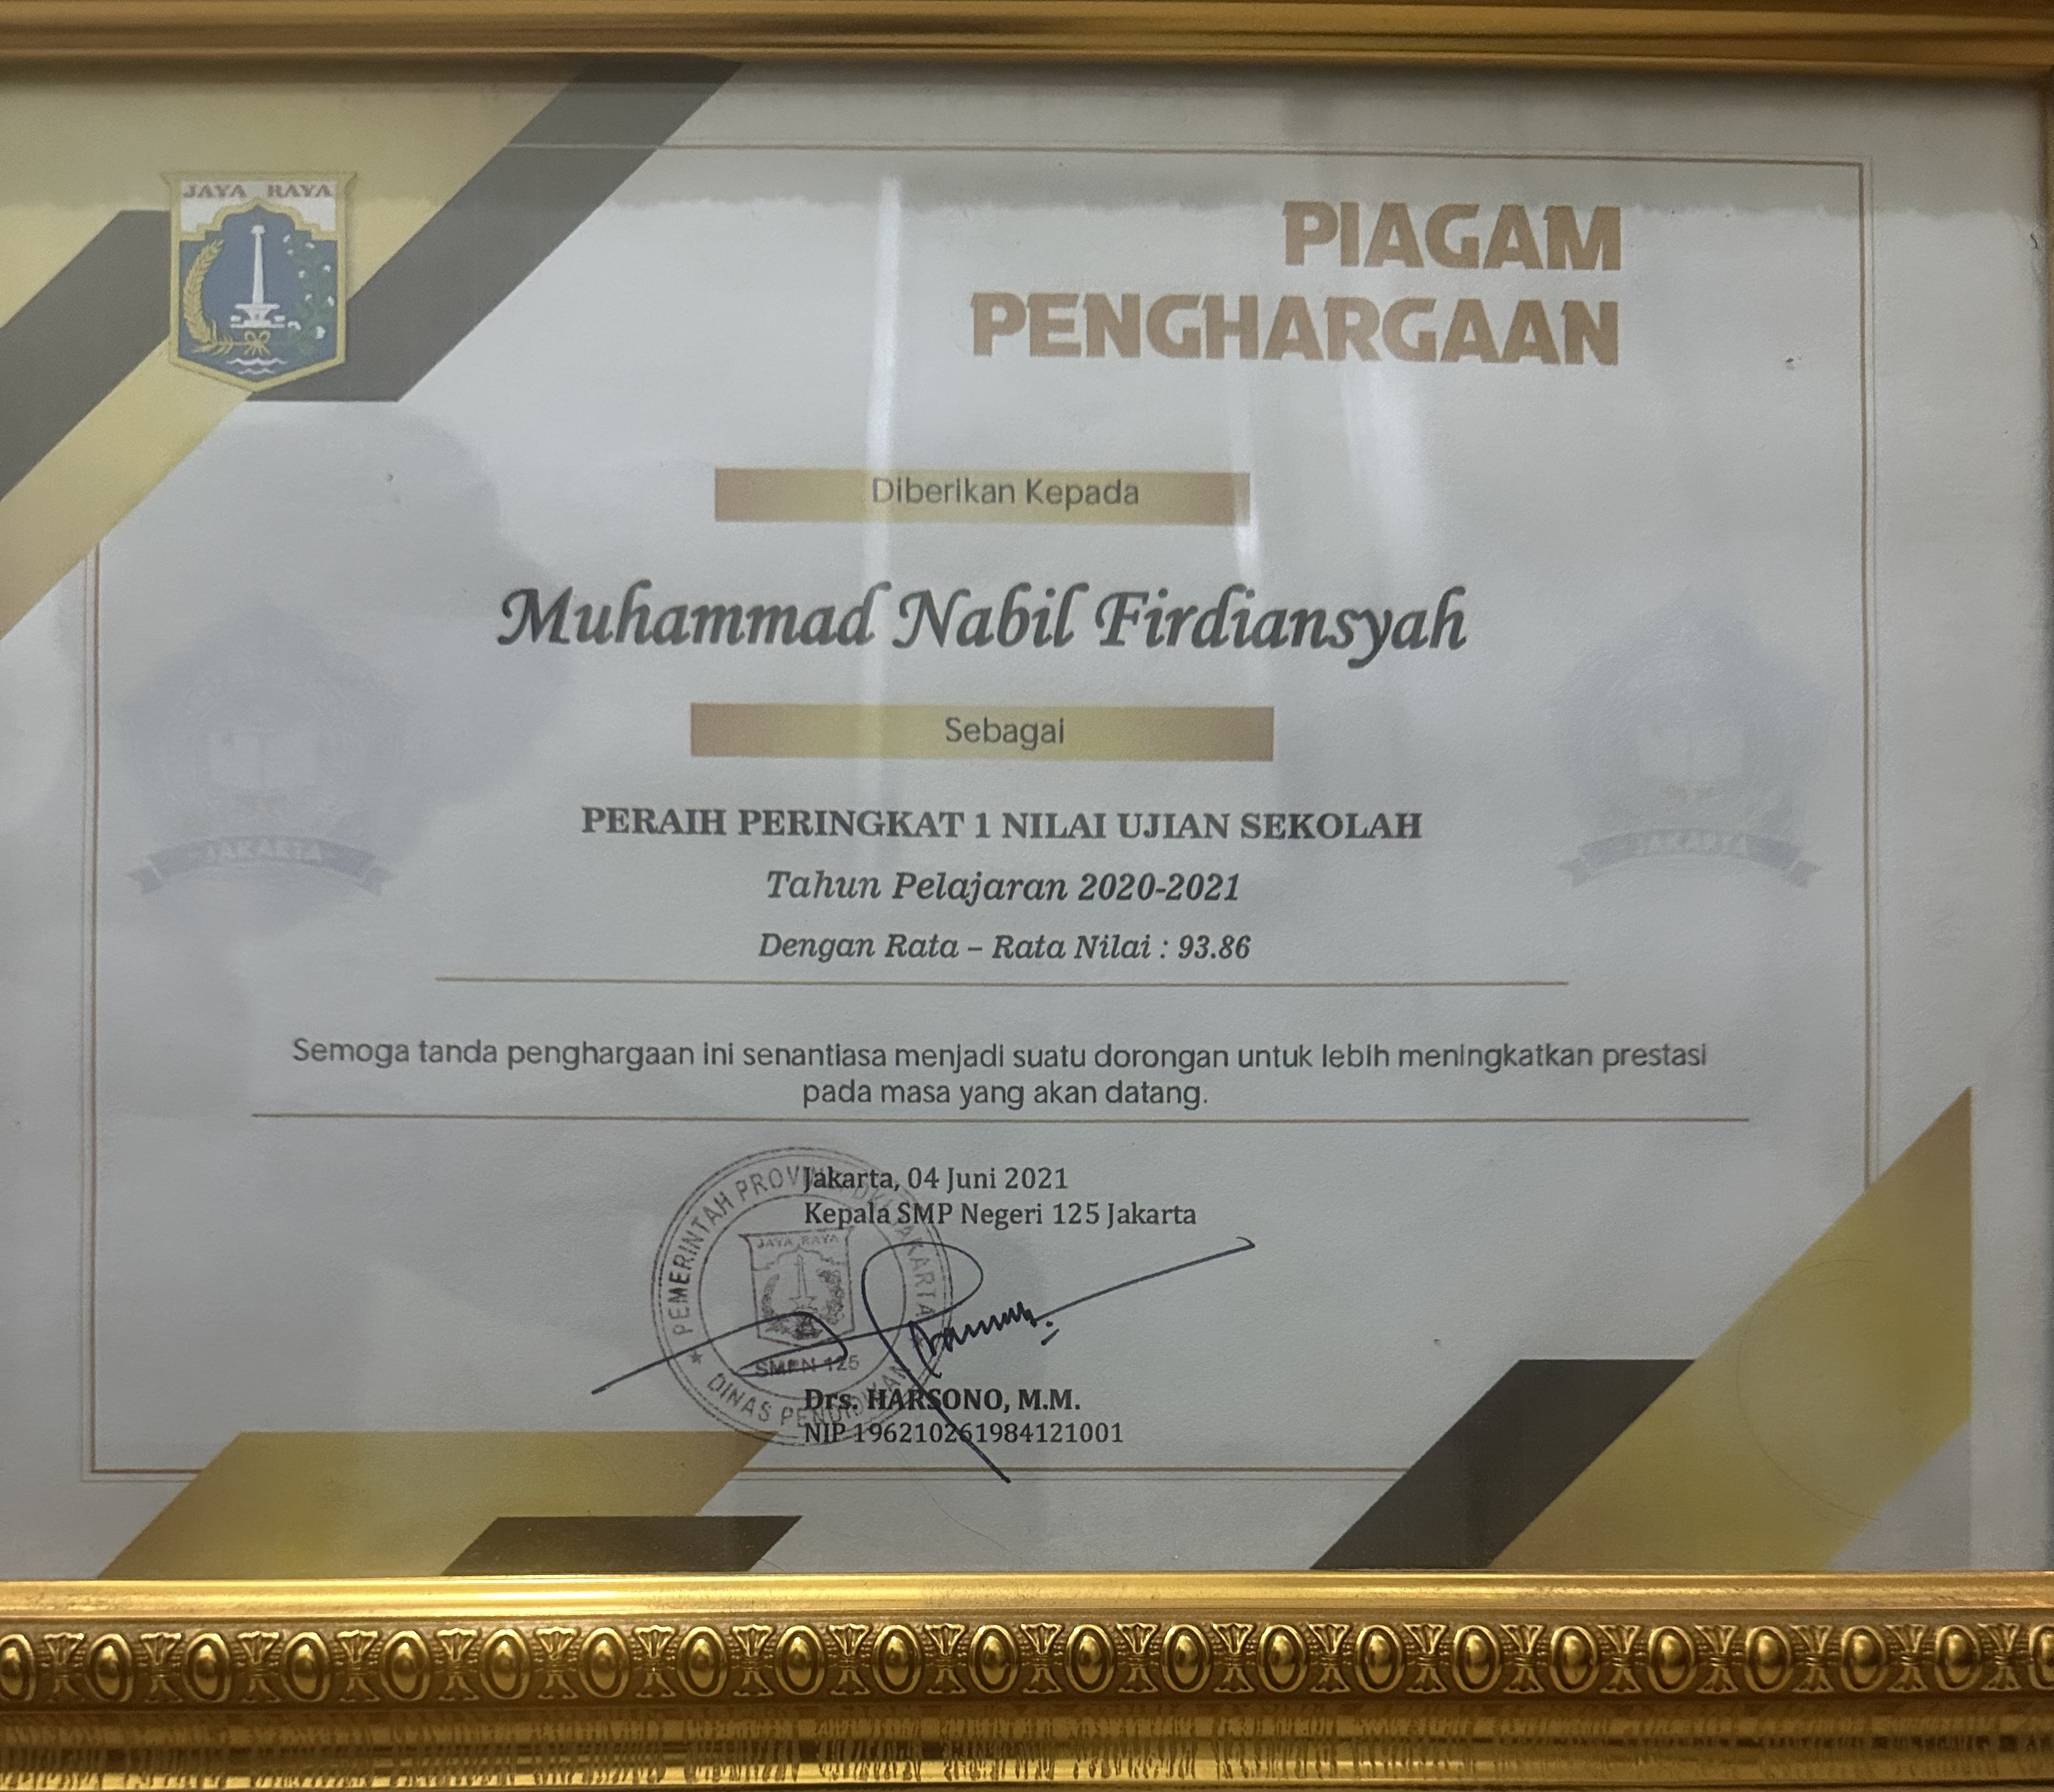 JAYA RAYA
PIAGAM
PENGHARGAAN
Diberikan Kepada
Muhammad Nabil Firdiansyah
Sebagai
PERAIH PERINGKAT 1 NILAI UJIAN SEKOLAH
Tahun Pelajaran 2020-2021
Dengan Rata – Rata Nilai : 93.86
JAKARTA
JAKARTA
Semoga tanda penghargaan ini senantiasa menjadi suatu dorongan untuk lebih meningkatkan prestasi
pada masa yang akan datang.
Jakarta, 04 Juni 2021
Kepala SMP Negeri 125 Jakarta
PEMERINTAH PROVINSI DKI JAKARTA
JAYA RAYA
SMPN 125
DINAS PENDIDIKAN
Drs. HARSONO, M.M.
NIP 196210261984121001